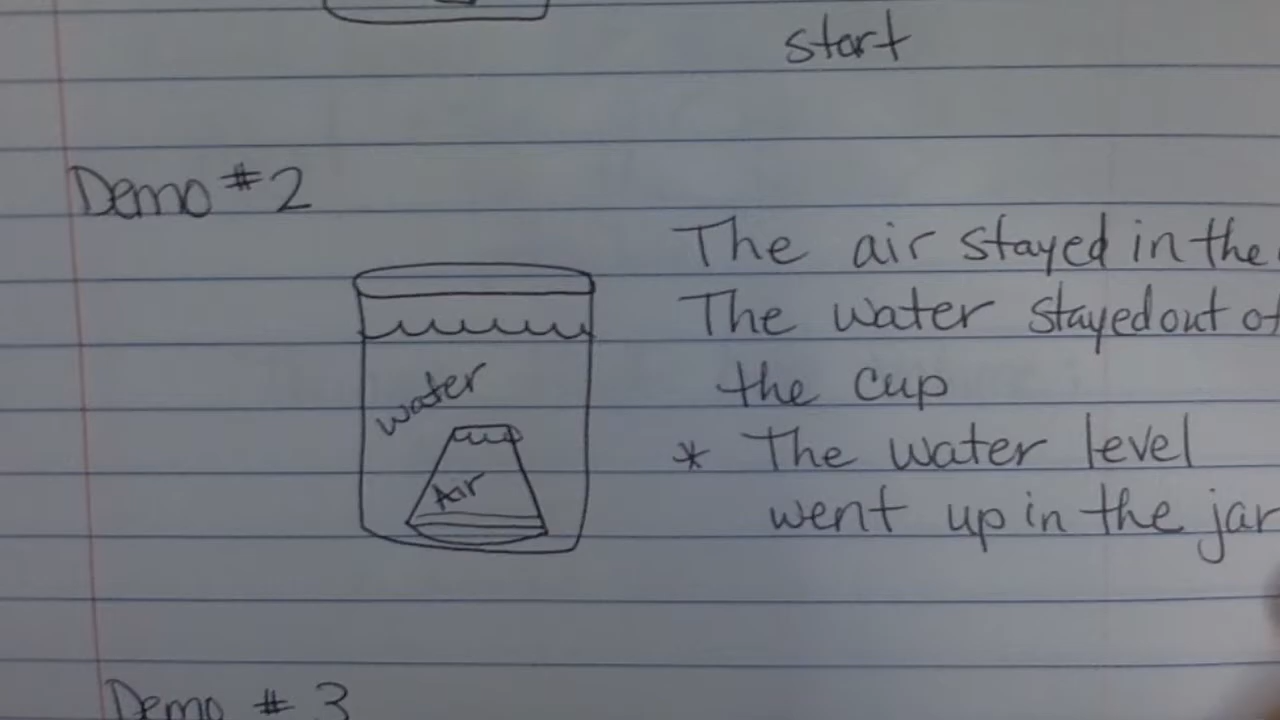 start
Demo #2
The air stayed in the
The water stayed out of
the cup
* The water level
went up in the jar
water
cup
Air
Demo # 3